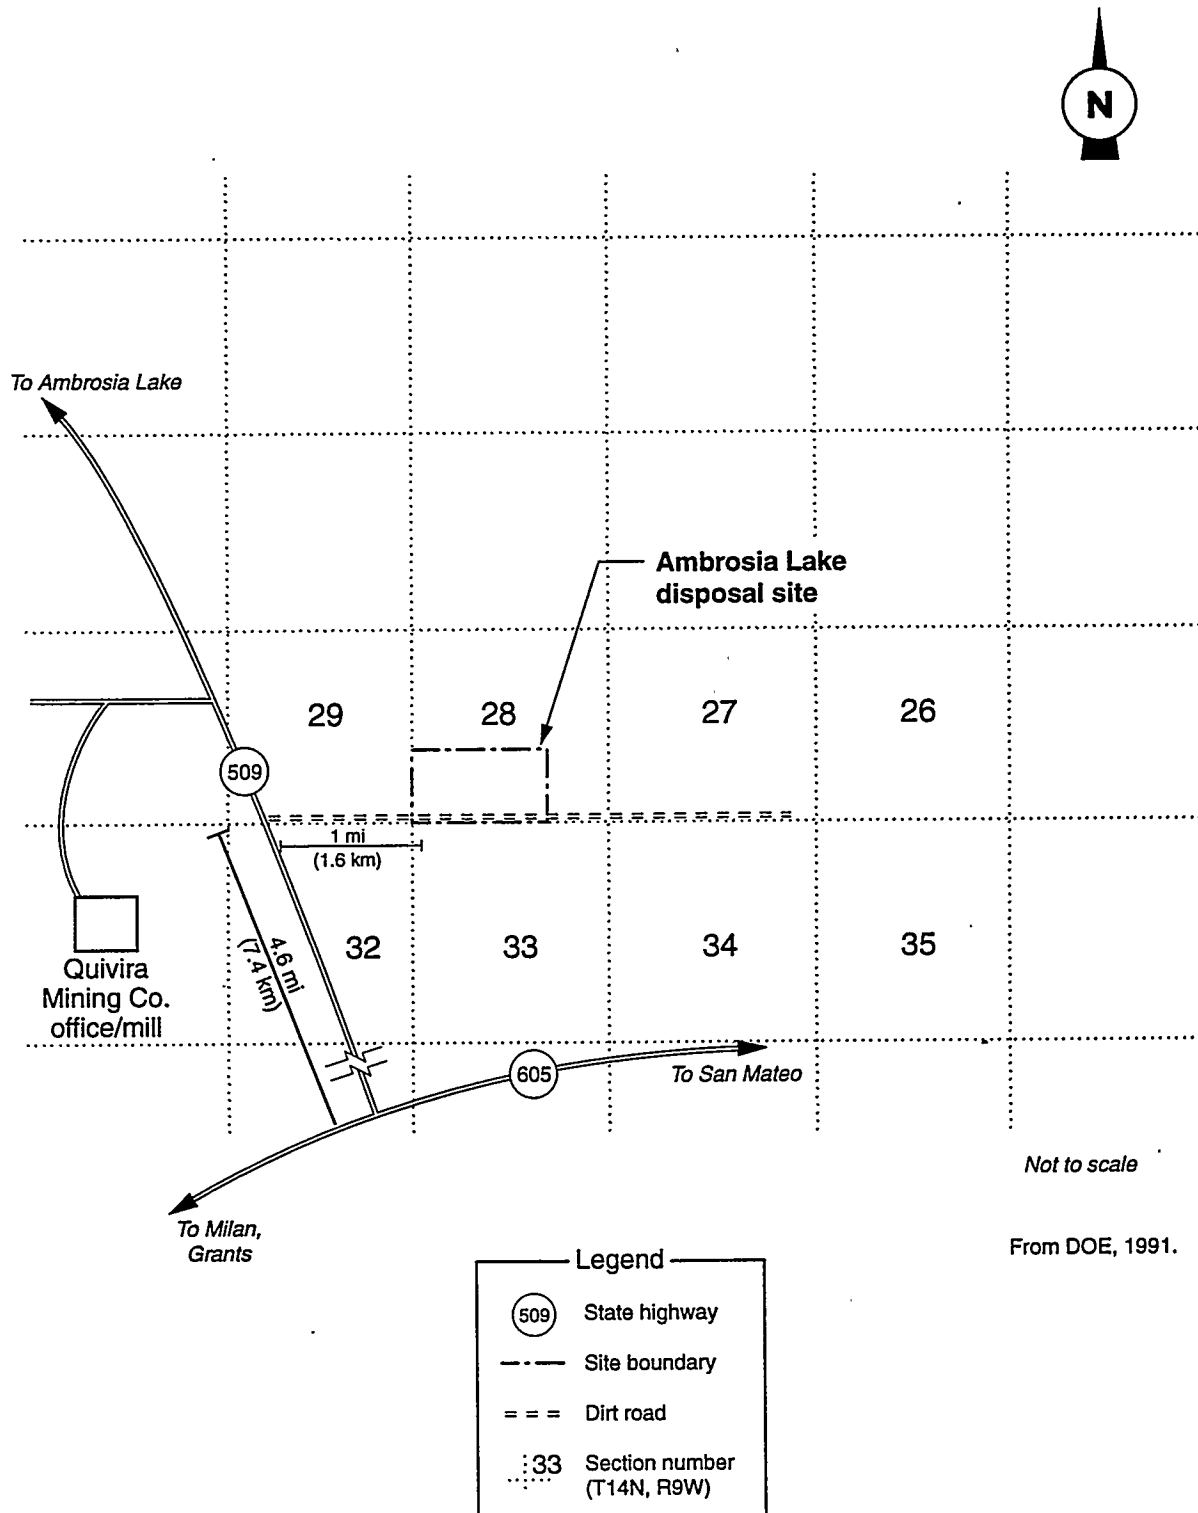 N
To Ambrosia Lake
Ambrosia Lake
disposal site
29
28
27
26
509
1 mi
(1.6 km)
4.6 mi
(7.4 km)
32
33
34
35
Quivira
Mining Co.
office/mill
605
To San Mateo
To Milan,
Grants
Not to scale
From DOE, 1991.
Legend
509 State highway
Site boundary
Dirt road
33 Section number
(T14N, R9W)